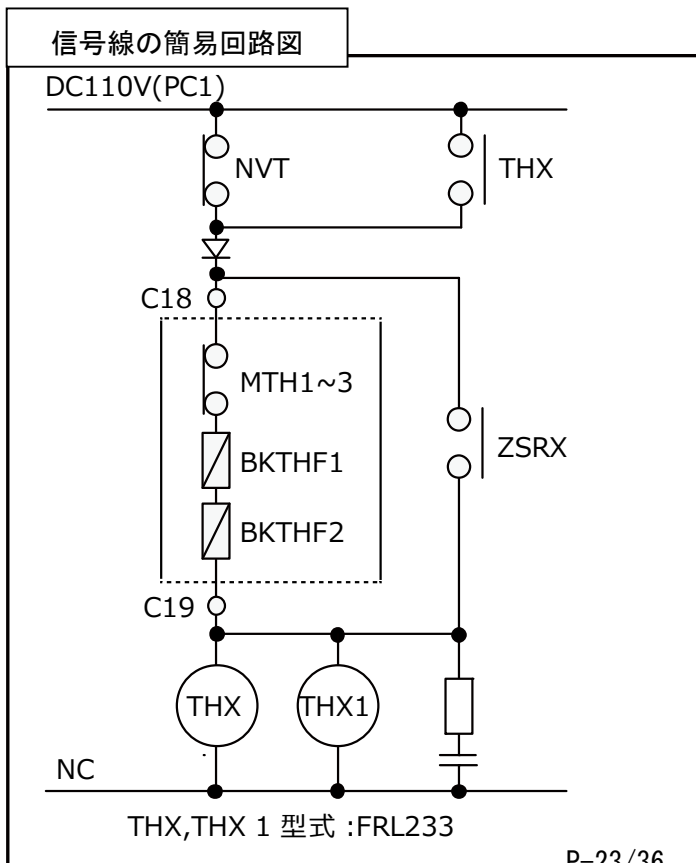 信号線の簡易回路図
DC110V(PC1)
NVT
THX
C18
MTH1~3
BKTHF1
ZSRX
BKTHF2
C19
THX
THX1
NC
THX,THX 1 型式 :FRL233
P-23/36